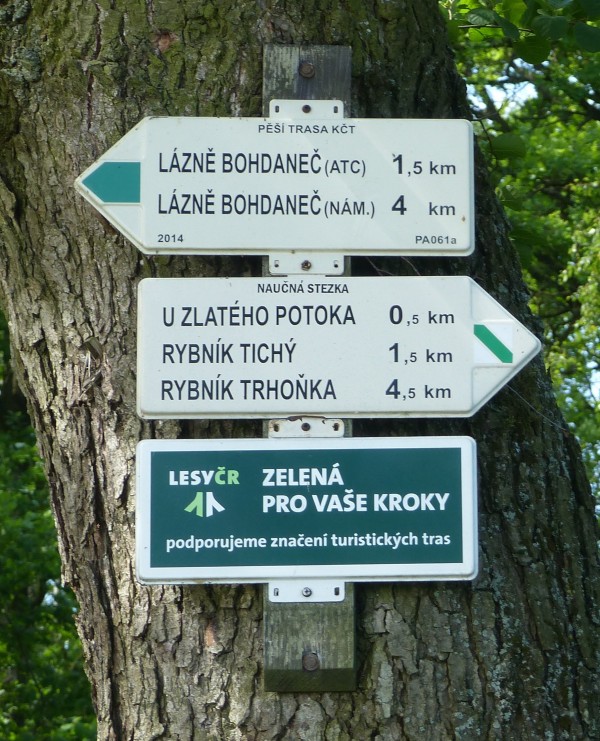 PĚŠÍ TRASA KČT
LÁZNĚ BOHDANEČ (ATC) 1,5 km
LÁZNĚ BOHDANEČ (NÁM.) 4 km
2014 PA061a
NAUČNÁ STEZKA
U ZLATÉHO POTOKA 0,5 km
RYBNÍK TICHÝ 1,5 km
RYBNÍK TRHOŇKA 4,5 km
LESY ČR
ZELENÁ
PRO VAŠE KROKY
podporujeme značení turistických tras